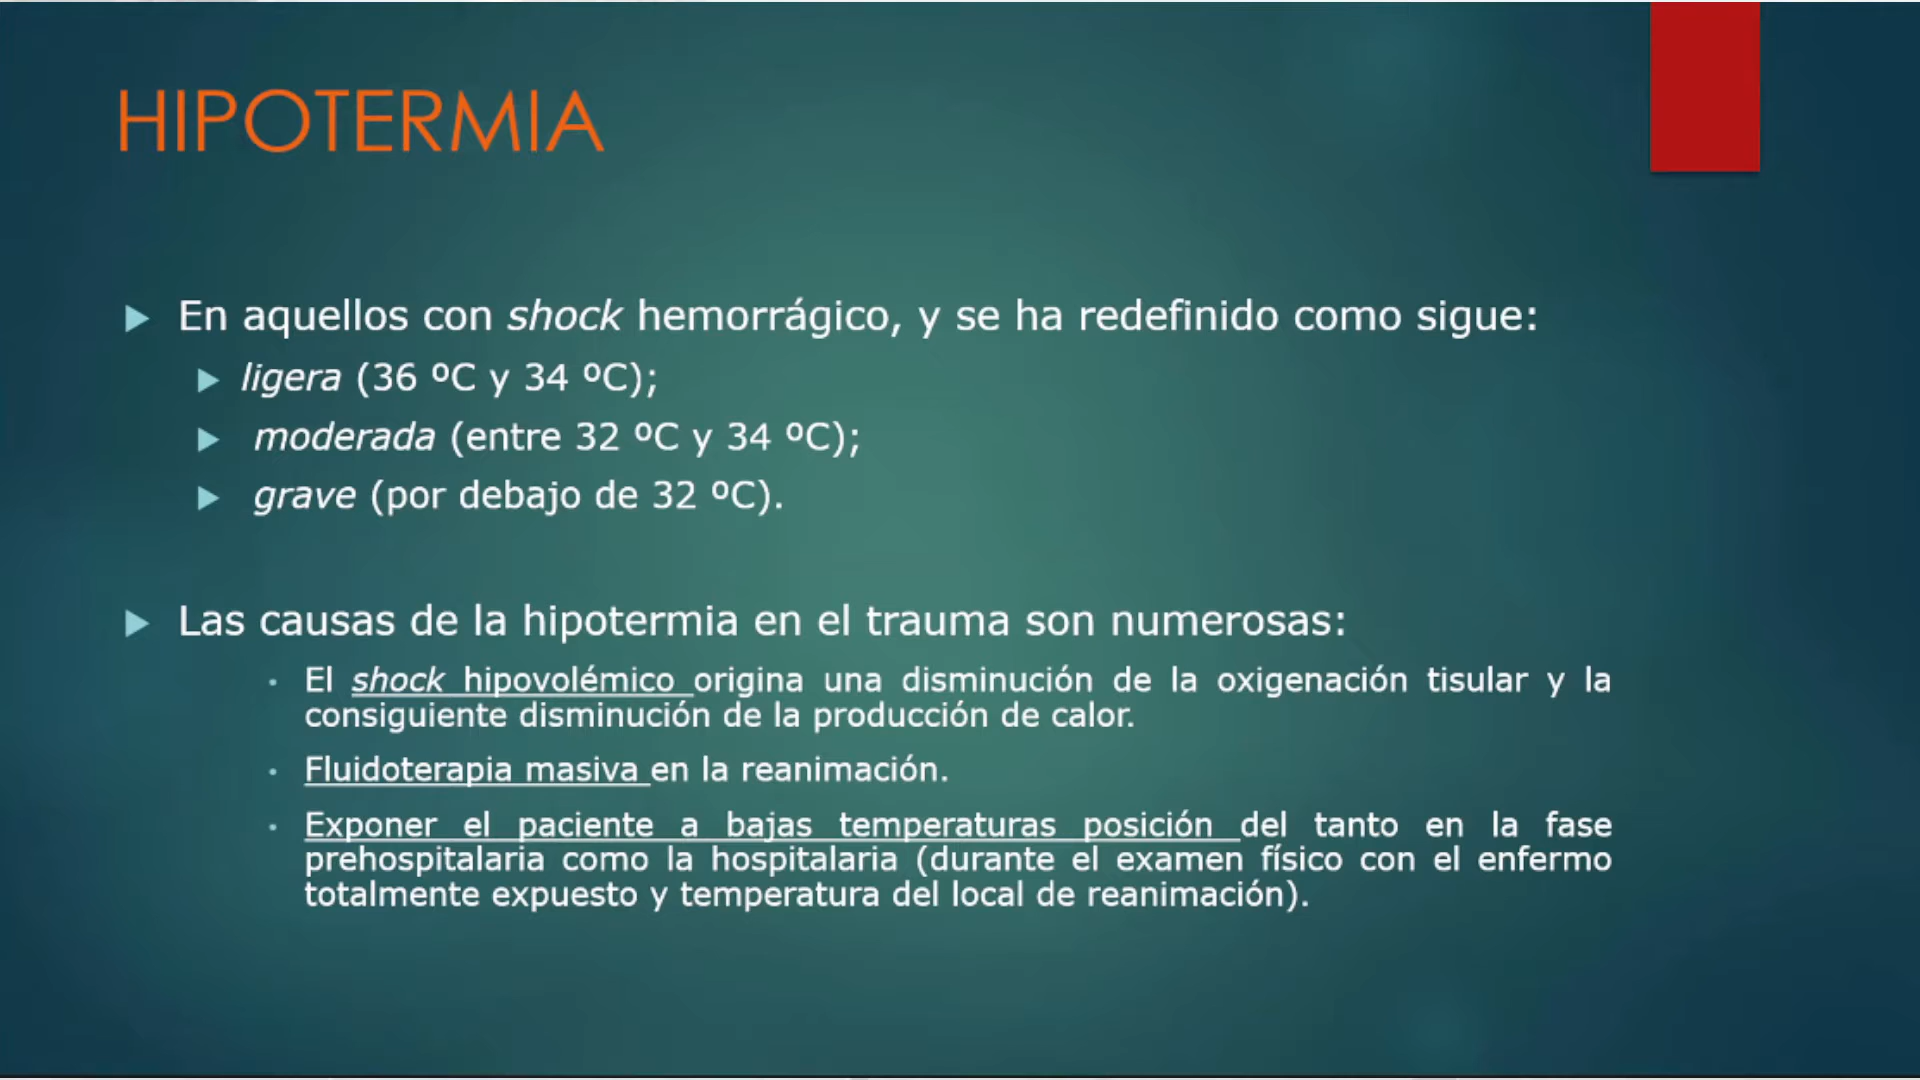 HIPOTERMIA
En aquellos con shock hemorrágico, y se ha redefinido como sigue:
ligera (36 ºC y 34 ºC);
moderada (entre 32 ºC y 34 ºC);
grave (por debajo de 32 ºC).
Las causas de la hipotermia en el trauma son numerosas:
El shock hipovolémico origina una disminución de la oxigenación tisular y la
consiguiente disminución de la producción de calor.
Fluidoterapia masiva en la reanimación.
Exponer el paciente a bajas temperaturas posición del tanto en la fase
prehospitalaria como la hospitalaria (durante el examen físico con el enfermo
totalmente expuesto y temperatura del local de reanimación).